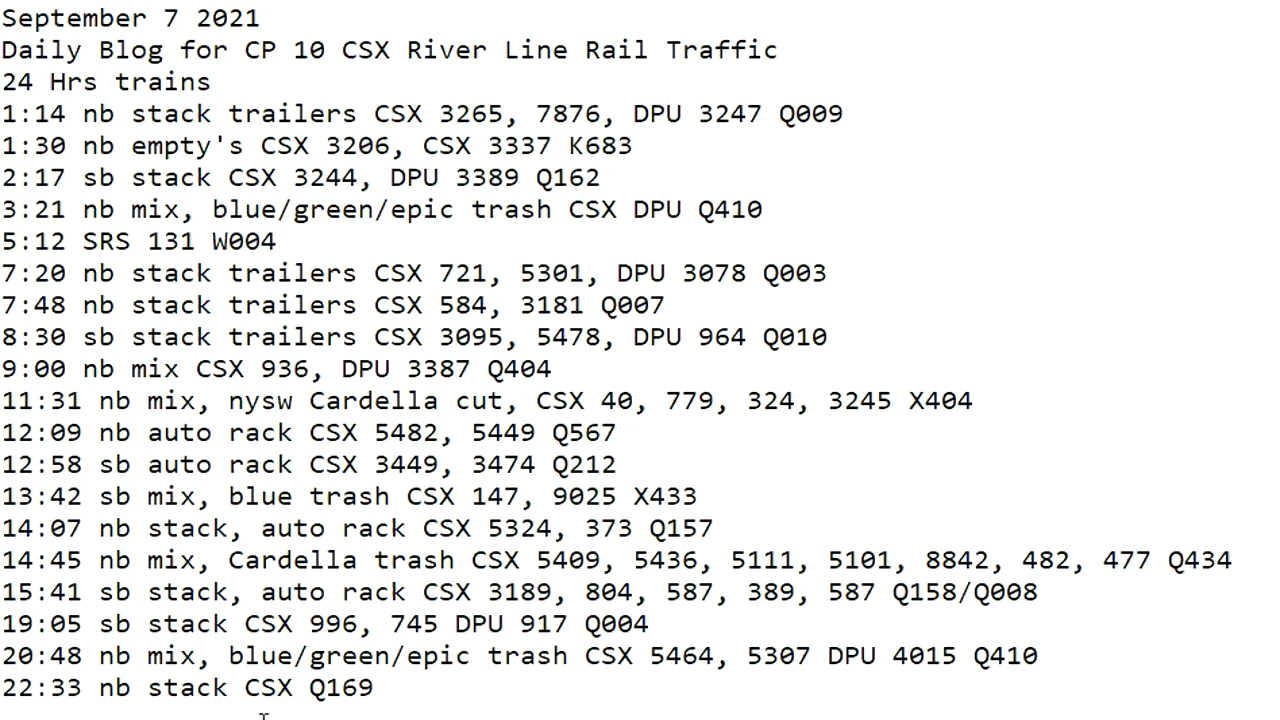 September 7 2021
Daily Blog for CP 10 CSX River Line Rail Traffic
24 Hrs trains
1:14 nb stack trailers CSX 3265, 7876, DPU 3247 Q009
1:30 nb empty's CSX 3206, CSX 3337 K683
2:17 sb stack CSX 3244, DPU 3389 Q162
3:21 nb mix, blue/green/epic trash CSX DPU Q410
5:12 SRS 131 W004
7:20 nb stack trailers CSX 721, 5301, DPU 3078 Q003
7:48 nb stack trailers CSX 584, 3181 Q007
8:30 sb stack trailers CSX 3095, 5478, DPU 964 Q010
9:00 nb mix CSX 936, DPU 3387 Q404
11:31 nb mix, nysw Cardella cut, CSX 40, 779, 324, 3245 X404
12:09 nb auto rack CSX 5482, 5449 Q567
12:58 sb auto rack CSX 3449, 3474 Q212
13:42 sb mix, blue trash CSX 147, 9025 X433
14:07 nb stack, auto rack CSX 5324, 373 Q157
14:45 nb mix, Cardella trash CSX 5409, 5436, 5111, 5101, 8842, 482, 477 Q434
15:41 sb stack, auto rack CSX 3189, 804, 587, 389, 587 Q158/Q008
19:05 sb stack CSX 996, 745 DPU 917 Q004
20:48 nb mix, blue/green/epic trash CSX 5464, 5307 DPU 4015 Q410
22:33 nb stack CSX Q169